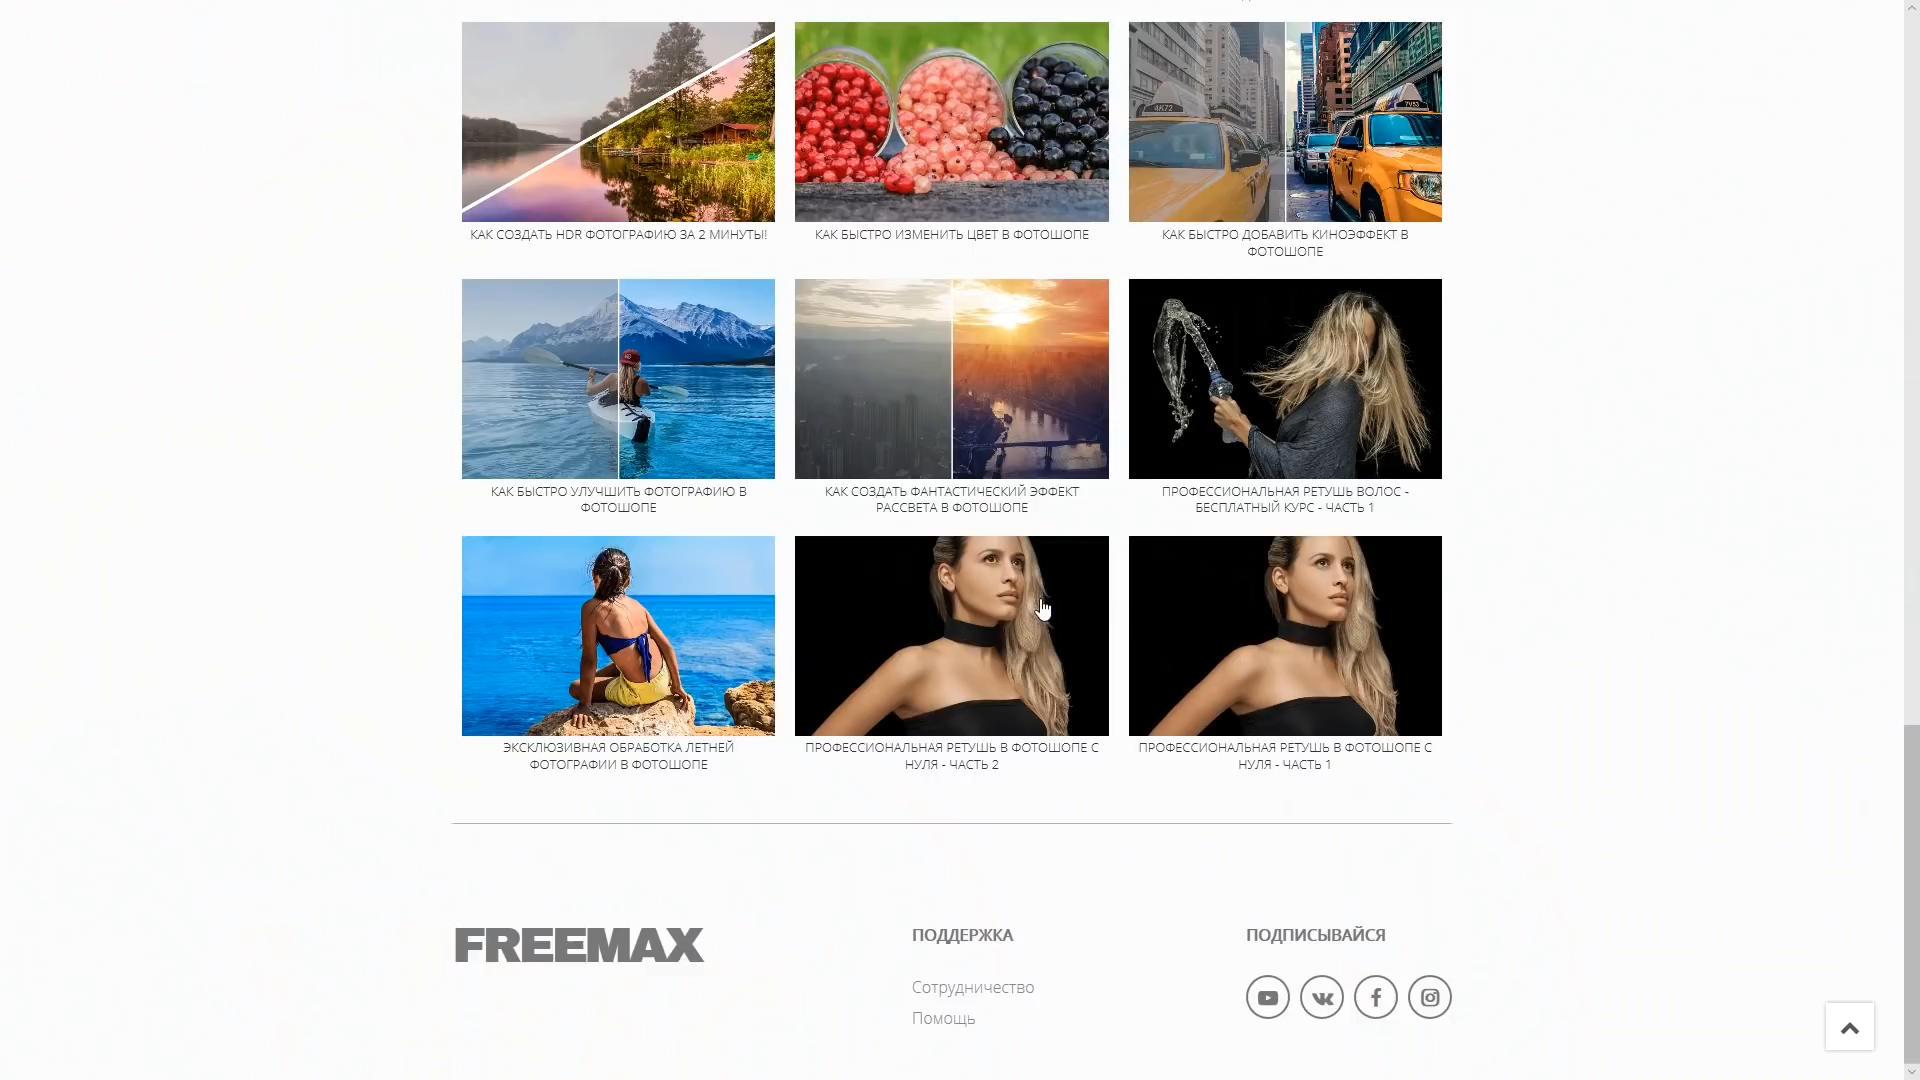 4K72
7V53
КАК СОЗДАТЬ HDR ФОТОГРАФИЮ ЗА 2 МИНУТЫ!
КАК БЫСТРО ИЗМЕНИТЬ ЦВЕТ В ФОТОШОПЕ
КАК БЫСТРО ДОБАВИТЬ КИНОЭФФЕКТ В
ФОТОШОПЕ
КАК БЫСТРО УЛУЧШИТЬ ФОТОГРАФИЮ В
ФОТОШОПЕ
КАК СОЗДАТЬ ФАНТАСТИЧЕСКИЙ ЭФФЕКТ
РАССВЕТА В ФОТОШОПЕ
ПРОФЕССИОНАЛЬНАЯ РЕТУШЬ ВОЛОС -
БЕСПЛАТНЫЙ КУРС - ЧАСТЬ 1
ЭКСКЛЮЗИВНАЯ ОБРАБОТКА ЛЕТНЕЙ
ФОТОГРАФИИ В ФОТОШОПЕ
ПРОФЕССИОНАЛЬНАЯ РЕТУШЬ В ФОТОШОПЕ С
НУЛЯ - ЧАСТЬ 2
ПРОФЕССИОНАЛЬНАЯ РЕТУШЬ В ФОТОШОПЕ С
НУЛЯ - ЧАСТЬ 1
FREEMAX
ПОДДЕРЖКА
Сотрудничество
Помощь
ПОДПИСЫВАЙСЯ